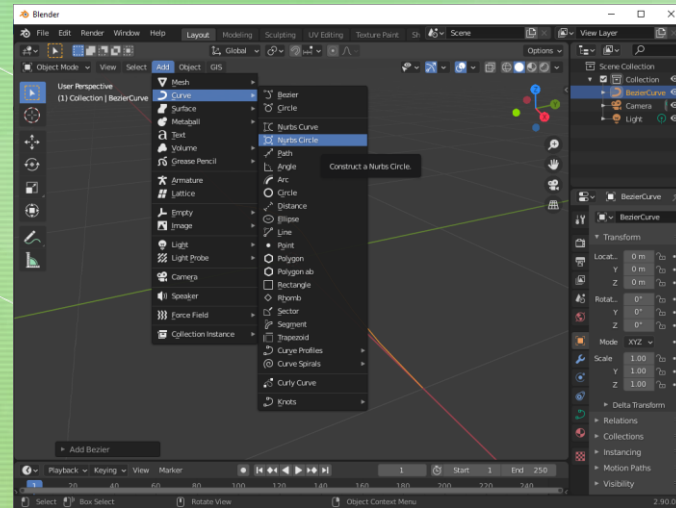 Blender
File Edit Render Window Help Layout Modeling Sculpting UV Editing Texture Paint Sh Scene View Layer
Global Options
Object Mode View Select Add Object GIS
User Perspective
(1) Collection | BezierCurve
Mesh
Curve
Surface
Metaball
Text
Volume
Grease Pencil
Armature
Lattice
Empty
Image
Light
Light Probe
Camera
Speaker
Force Field
Collection Instance
Bezier
Circle
Nurbs Curve
Nurbs Circle
Path
Angle
Arc
Circle
Distance
Ellipse
Line
Point
Polygon
Polygon ab
Rectangle
Rhomb
Sector
Segment
Trapezoid
Curve Profiles
Curve Spirals
Curly Curve
Knots
Construct a Nurbs Circle.
Z
X
Scene Collection
Collection
BezierCurve
Camera
Light
BezierCurve
BezierCurve
Transform
Locat... 0 m
Y 0 m
Z 0 m
Rotat... 0°
Y 0°
Z 0°
Mode XYZ
Scale 1.00
Y 1.00
Z 1.00
Delta Transform
Relations
Collections
Instancing
Motion Paths
Visibility
Add Bezier
Playback Keying View Marker 1 Start 1 End 250
1 20 40 60 80 100 120 140 160 180 200 220 240
Select Box Select Rotate View Object Context Menu 2.90.0